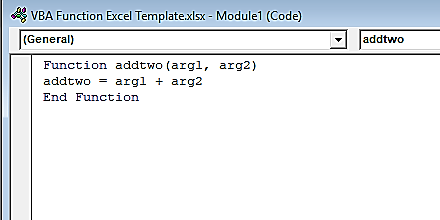 VBA Function Excel Template.xlsx - Module1 (Code)
(General) addtwo
Function addtwo(arg1, arg2)
addtwo = arg1 + arg2
End Function